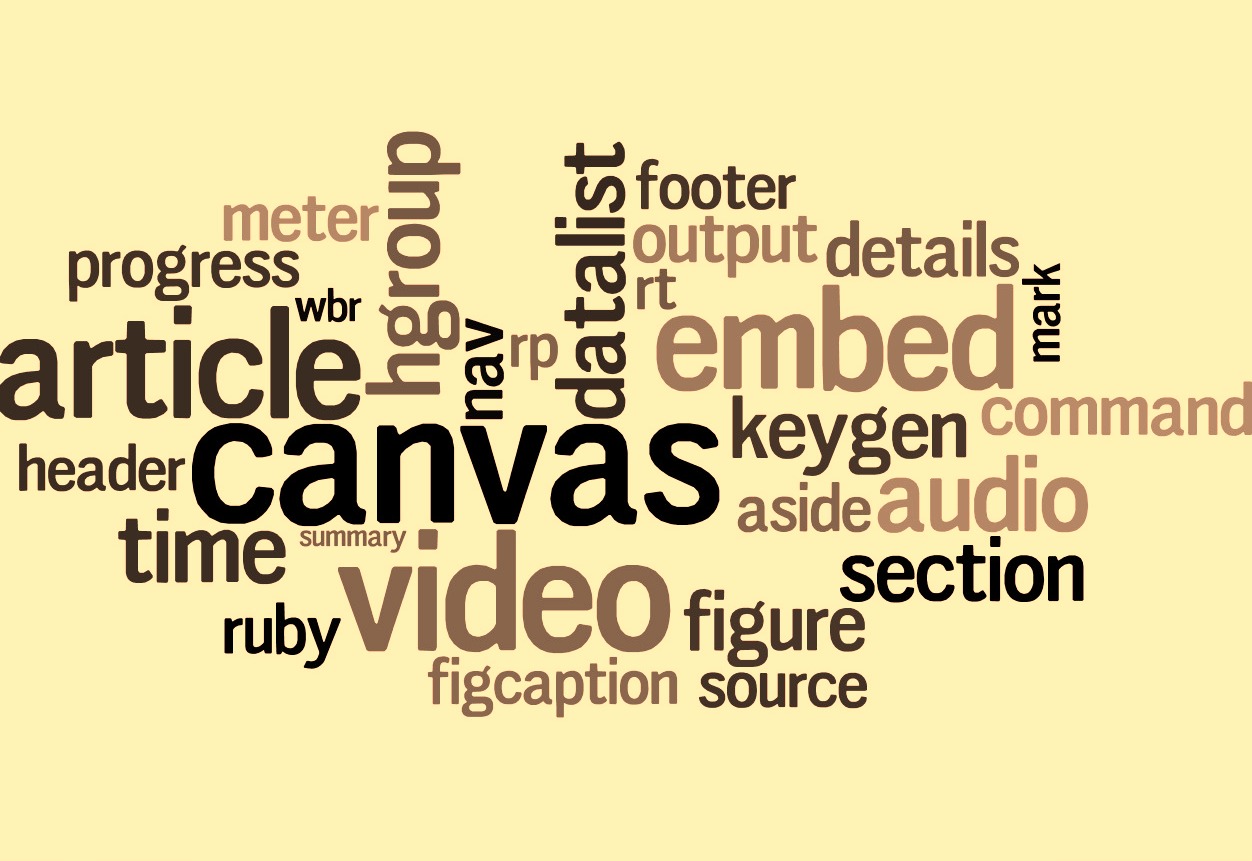 hgroup
datalist
footer
meter
output
details
progress
rt
mark
wbr
embed
article
nav
rp
command
keygen
canvas
header
audio
aside
time
summary
section
video
figure
ruby
figcaption
source